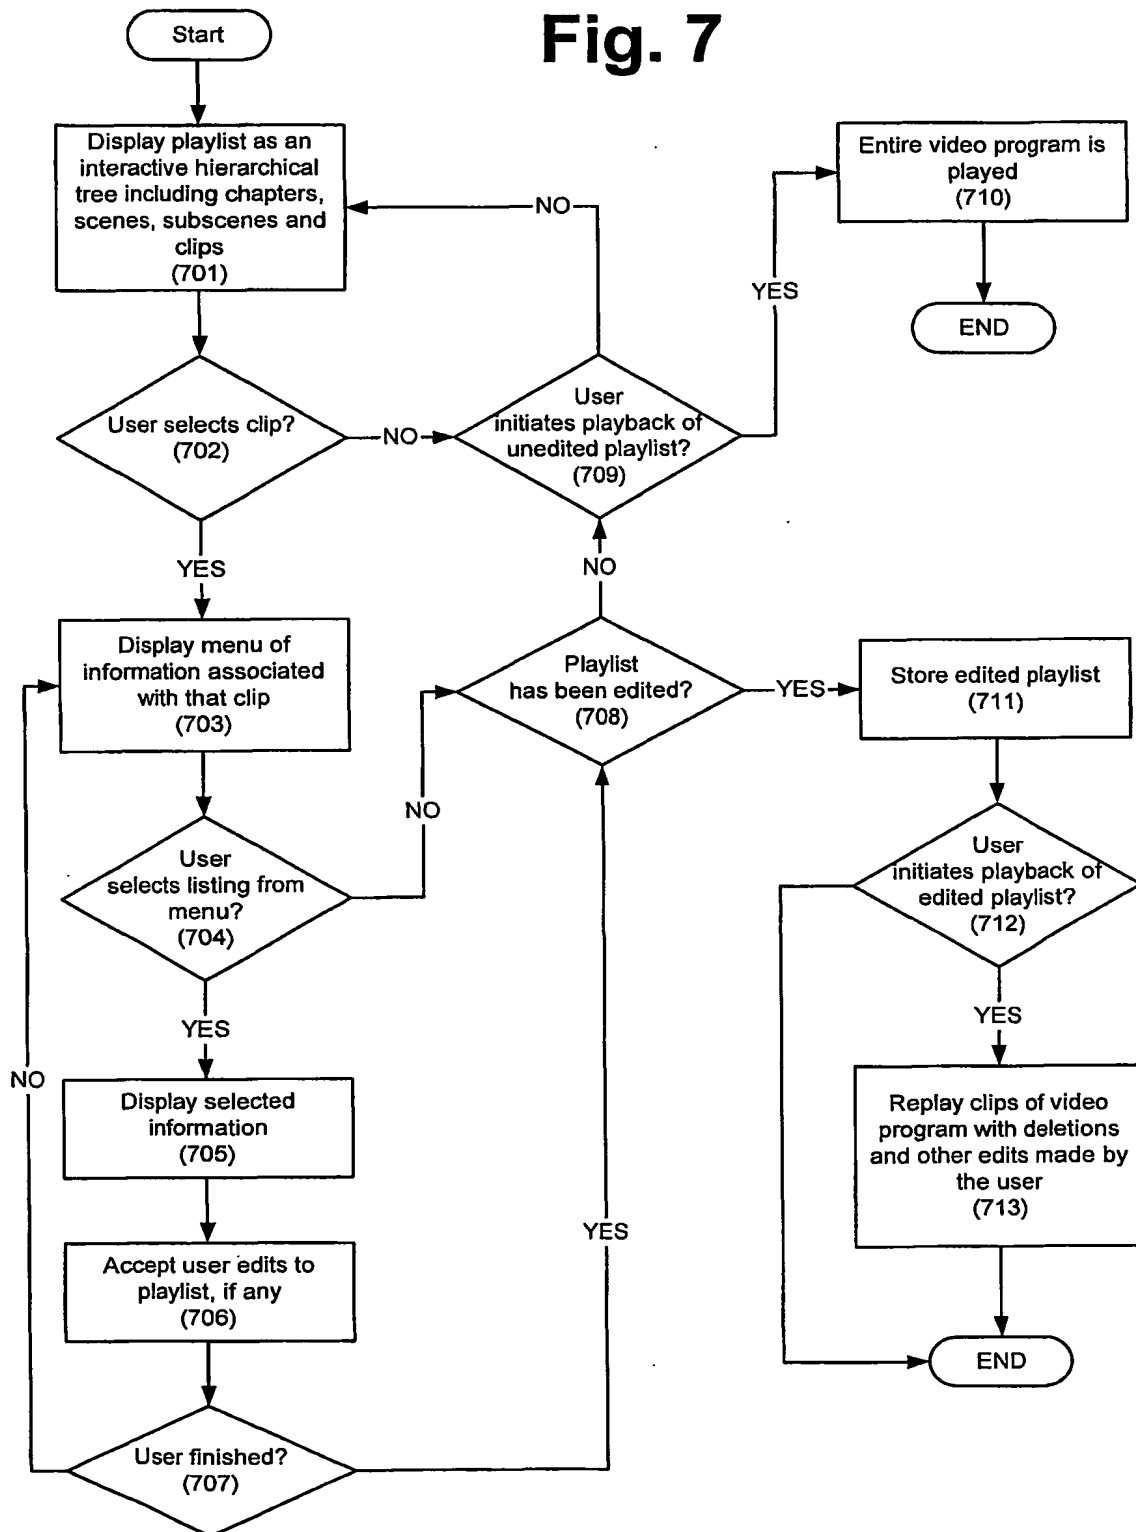 Fig. 7
Start
Display playlist as an
interactive hierarchical
tree including chapters,
scenes, subscenes and
clips
(701)
NO
Entire video program is
played
(710)
YES
END
User selects clip?
(702)
NO
User
initiates playback of
unedited playlist?
(709)
YES
NO
Display menu of
information associated
with that clip
(703)
Playlist
has been edited?
(708)
YES
Store edited playlist
(711)
NO
User
selects listing from
menu?
(704)
User
initiates playback of
edited playlist?
(712)
YES
YES
NO
Display selected
information
(705)
Replay clips of video
program with deletions
and other edits made by
the user
(713)
YES
Accept user edits to
playlist, if any
(706)
END
User finished?
(707)